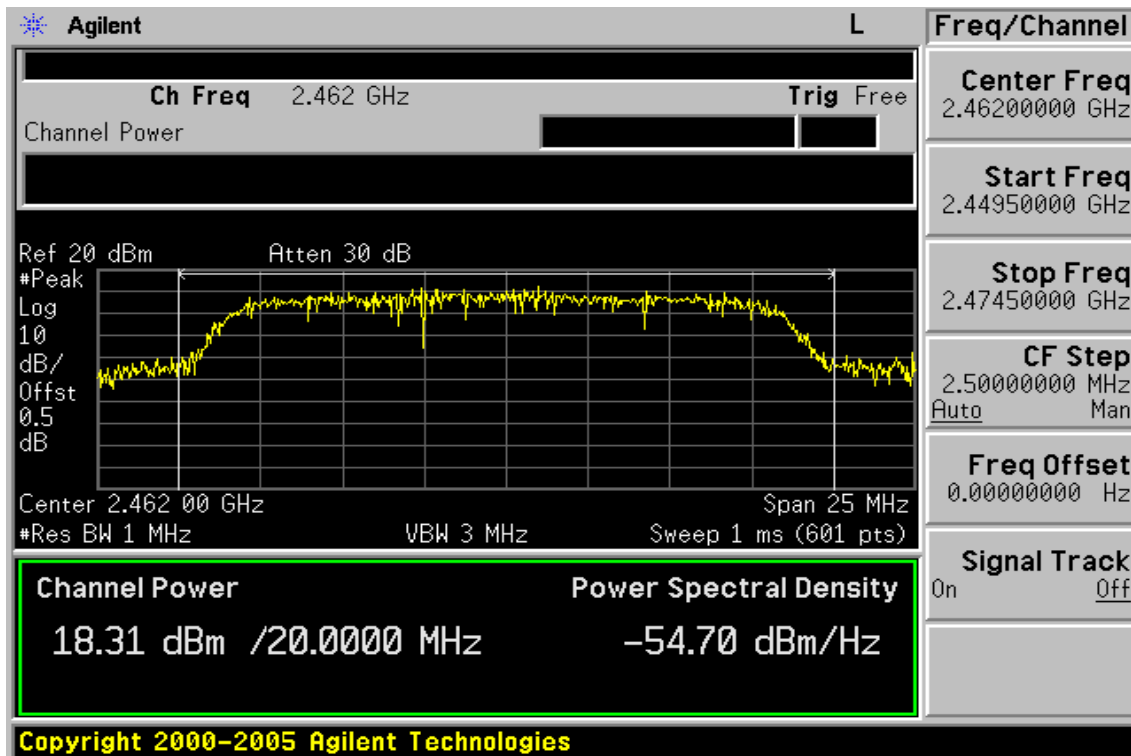 Agilent
L
Freq/Channel
Ch Freq 2.462 GHz
Trig Free
Channel Power
Ref 20 dBm
Atten 30 dB
#Peak
Log
10
dB/
Offst
0.5
dB
Center 2.462 00 GHz
Span 25 MHz
#Res BW 1 MHz
VBW 3 MHz
Sweep 1 ms (601 pts)
Channel Power
Power Spectral Density
18.31 dBm /20.0000 MHz
-54.70 dBm/Hz
Center Freq
2.46200000 GHz
Start Freq
2.44950000 GHz
Stop Freq
2.47450000 GHz
CF Step
2.50000000 MHz
Auto Man
Freq Offset
0.00000000 Hz
Signal Track
On Off
Copyright 2000-2005 Agilent Technologies